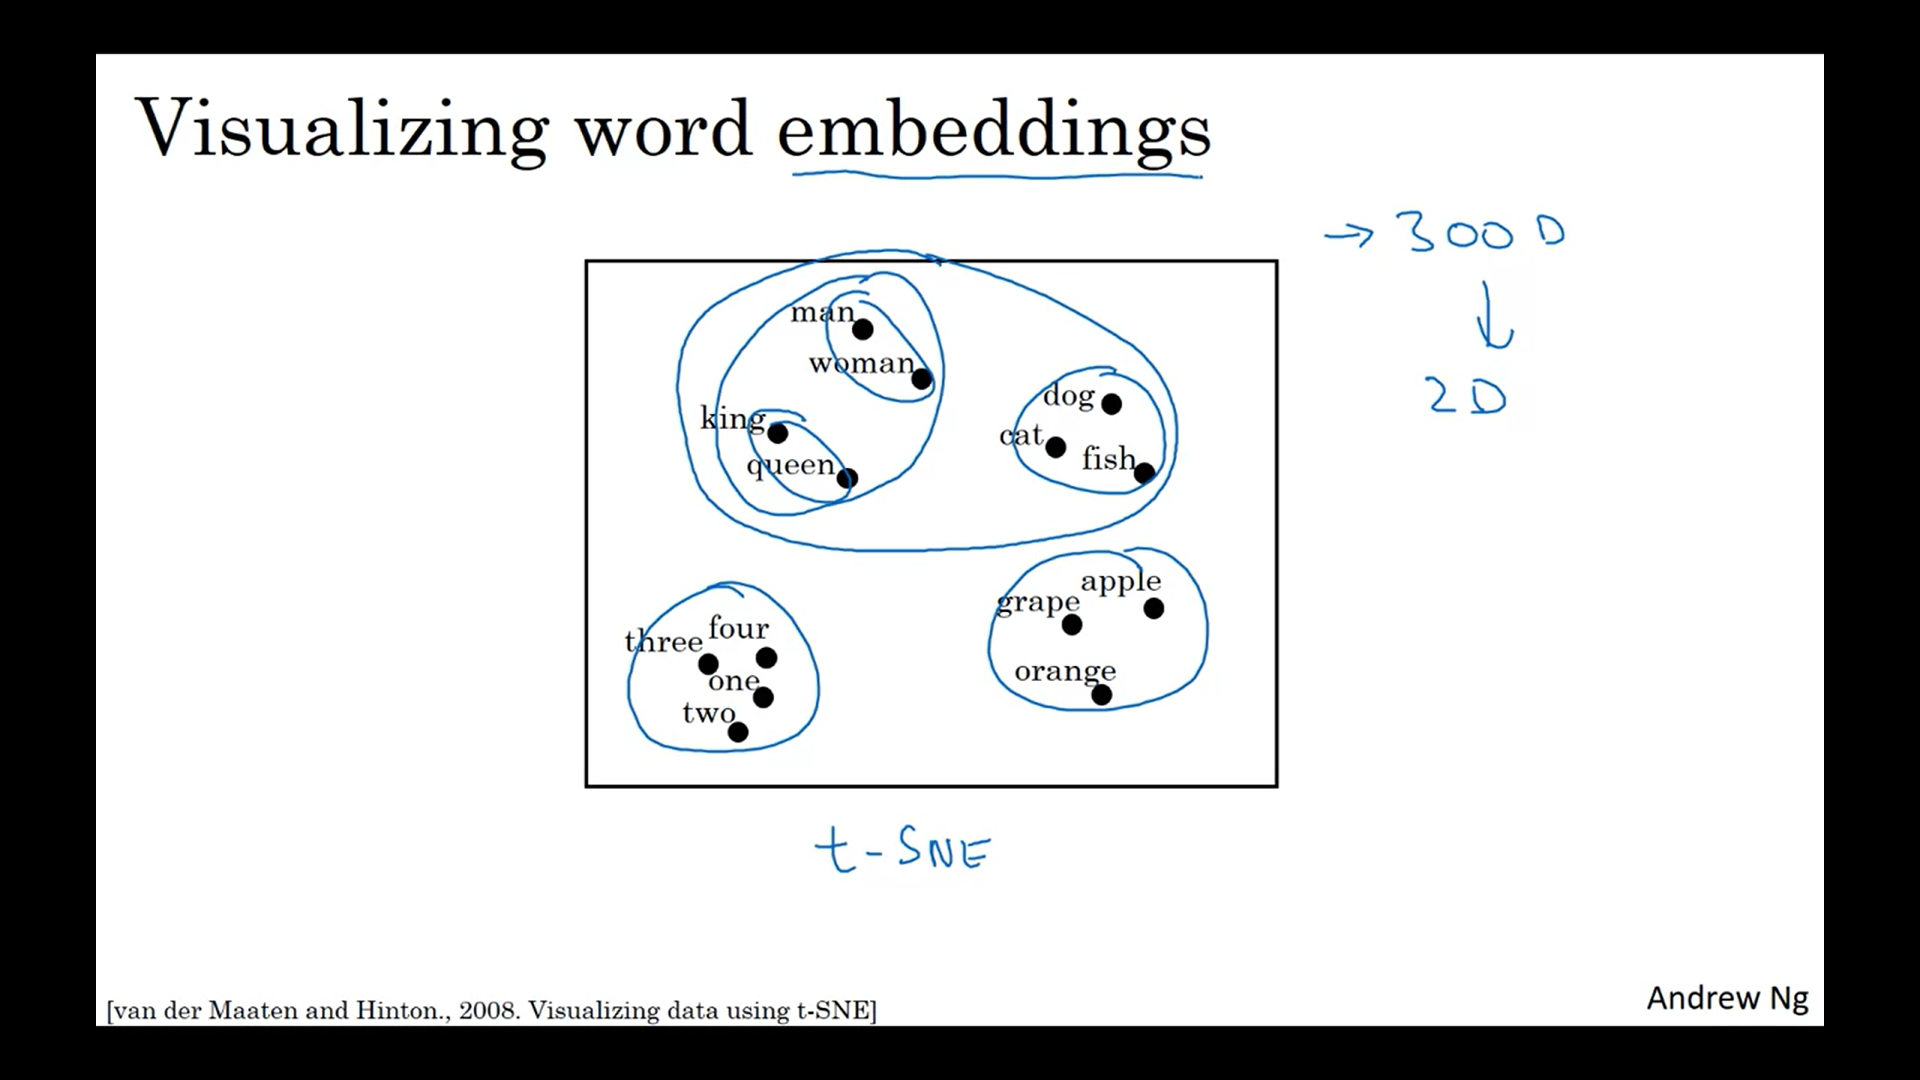 Visualizing word embeddings
→ 300 D
↓
2 D
man
woman
king
queen
dog
cat
fish
three
four
one
two
apple
grape
orange
t-SNE
[van der Maaten and Hinton., 2008. Visualizing data using t-SNE]
Andrew Ng